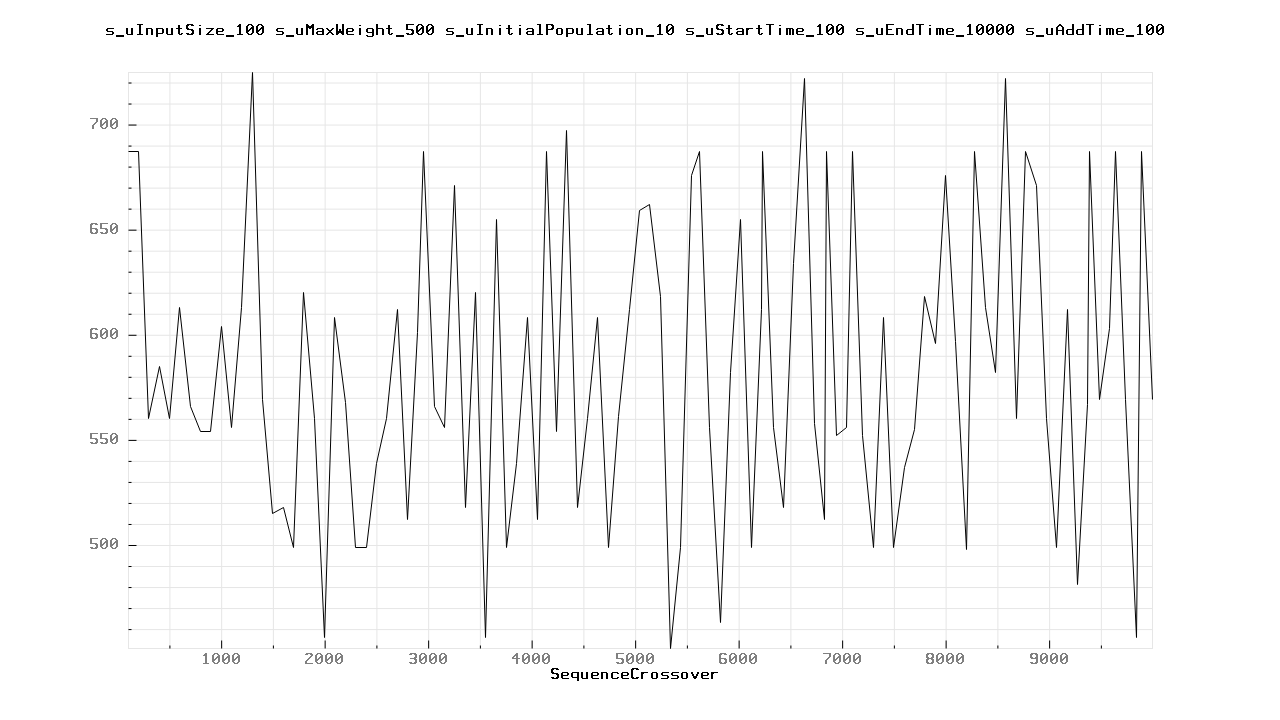 s_uInputSize_100 s_uMaxWeight_500 s_uInitialPopulation_10 s_uStartTime_100 s_uEndTime_10000 s_uAddTime_100
700
650
600
550
500
1000 2000 3000 4000 5000 6000 7000 8000 9000
SequenceCrossover